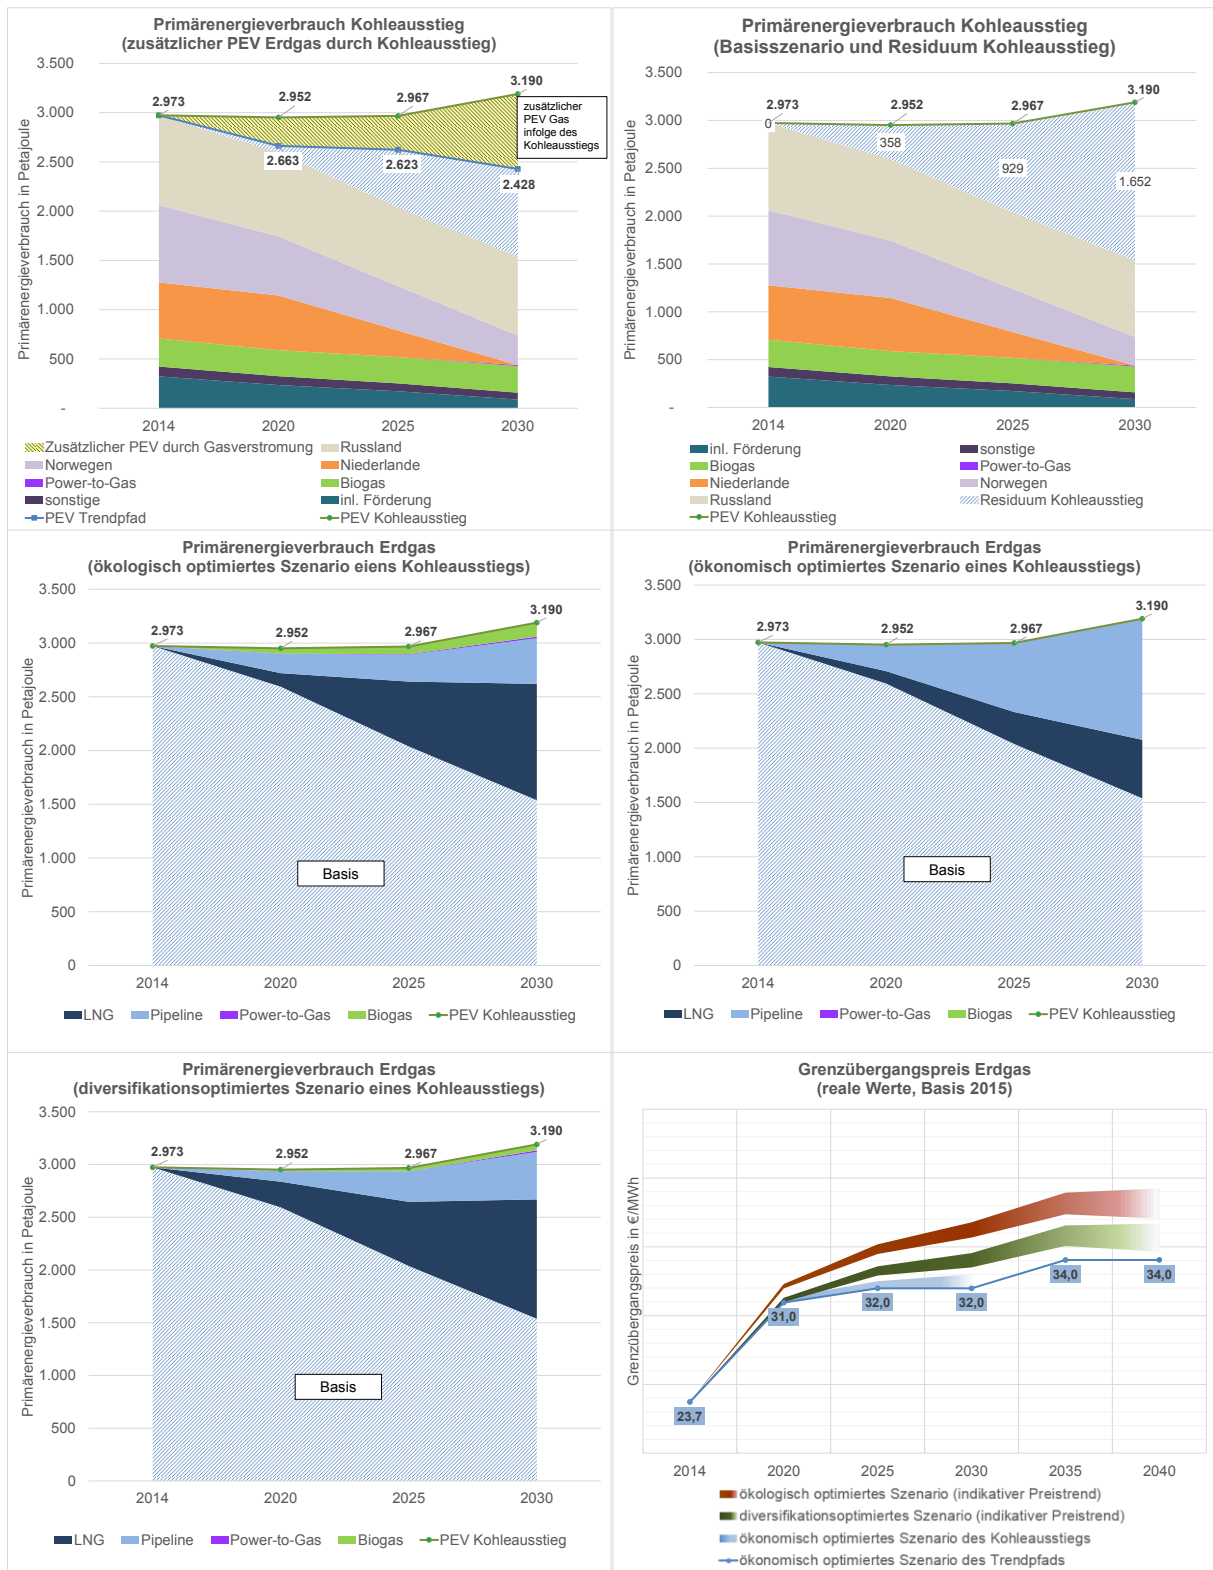 Primärenergieverbrauch Kohleausstieg
(zusätzlicher PEV Erdgas durch Kohleausstieg)
Primärenergieverbrauch in Petajoule
3.500
3.000
2.500
2.000
1.500
1.000
500
-
2.973
2.952
2.967
3.190
2.663
2.623
2.428
zusätzlicher
PEV Gas
infolge des
Kohleausstiegs
2014
2020
2025
2030
Zusätzlicher PEV durch Gasverstromung
Russland
Norwegen
Niederlande
Power-to-Gas
Biogas
sonstige
inl. Förderung
PEV Trendpfad
PEV Kohleausstieg
Primärenergieverbrauch Kohleausstieg
(Basisszenario und Residuum Kohleausstieg)
Primärenergieverbrauch in Petajoule
3.500
3.000
2.500
2.000
1.500
1.000
500
-
2.973
2.952
2.967
3.190
0
358
929
1.652
2014
2020
2025
2030
inl. Förderung
sonstige
Biogas
Power-to-Gas
Niederlande
Norwegen
Russland
Residuum Kohleausstieg
PEV Kohleausstieg
Primärenergieverbrauch Erdgas
(ökologisch optimiertes Szenario eiens Kohleausstiegs)
Primärenergieverbrauch in Petajoule
3.500
3.000
2.500
2.000
1.500
1.000
500
0
2.973
2.952
2.967
3.190
Basis
2014
2020
2025
2030
LNG
Pipeline
Power-to-Gas
Biogas
PEV Kohleausstieg
Primärenergieverbrauch Erdgas
(ökonomisch optimiertes Szenario eines Kohleausstiegs)
Primärenergieverbrauch in Petajoule
3.500
3.000
2.500
2.000
1.500
1.000
500
0
2.973
2.952
2.967
3.190
Basis
2014
2020
2025
2030
LNG
Pipeline
Power-to-Gas
Biogas
PEV Kohleausstieg
Primärenergieverbrauch Erdgas
(diversifikationsoptimiertes Szenario eines Kohleausstiegs)
Primärenergieverbrauch in Petajoule
3.500
3.000
2.500
2.000
1.500
1.000
500
0
2.973
2.952
2.967
3.190
Basis
2014
2020
2025
2030
LNG
Pipeline
Power-to-Gas
Biogas
PEV Kohleausstieg
Grenzübergangspreis Erdgas
(reale Werte, Basis 2015)
Grenzübergangspreis in €/MWh
23,7
31,0
32,0
32,0
34,0
34,0
2014
2020
2025
2030
2035
2040
ökologisch optimiertes Szenario (indikativer Preistrend)
diversifikationsoptimiertes Szenario (indikativer Preistrend)
ökonomisch optimiertes Szenario des Kohleausstiegs
ökonomisch optimiertes Szenario des Trendpfads